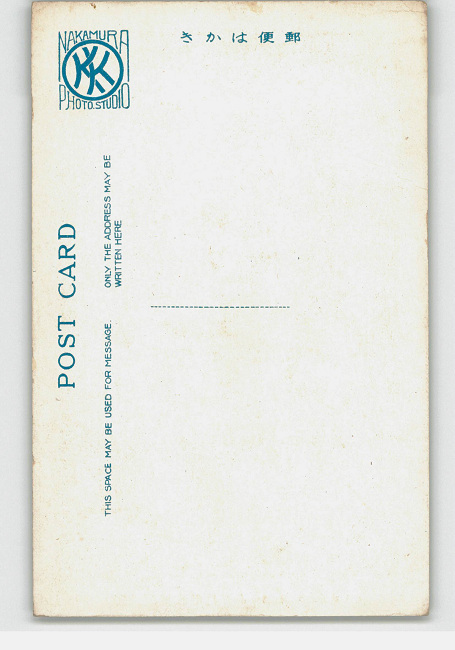 NAKAMURA
KK
PHOTO.STUDIO
きかは便郵
POST CARD
ONLY THE ADDRESS MAY BE
WRITTEN HERE
THIS SPACE MAY BE USED FOR MESSAGE.